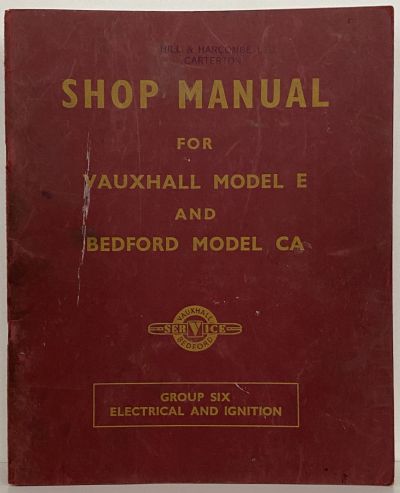 HILL & HARCOMBE LTD.
CARTERTON
SHOP MANUAL
FOR
VAUXHALL MODEL E
AND
BEDFORD MODEL CA
VAUXHALL
SERVICE
BEDFORD
GROUP SIX
ELECTRICAL AND IGNITION